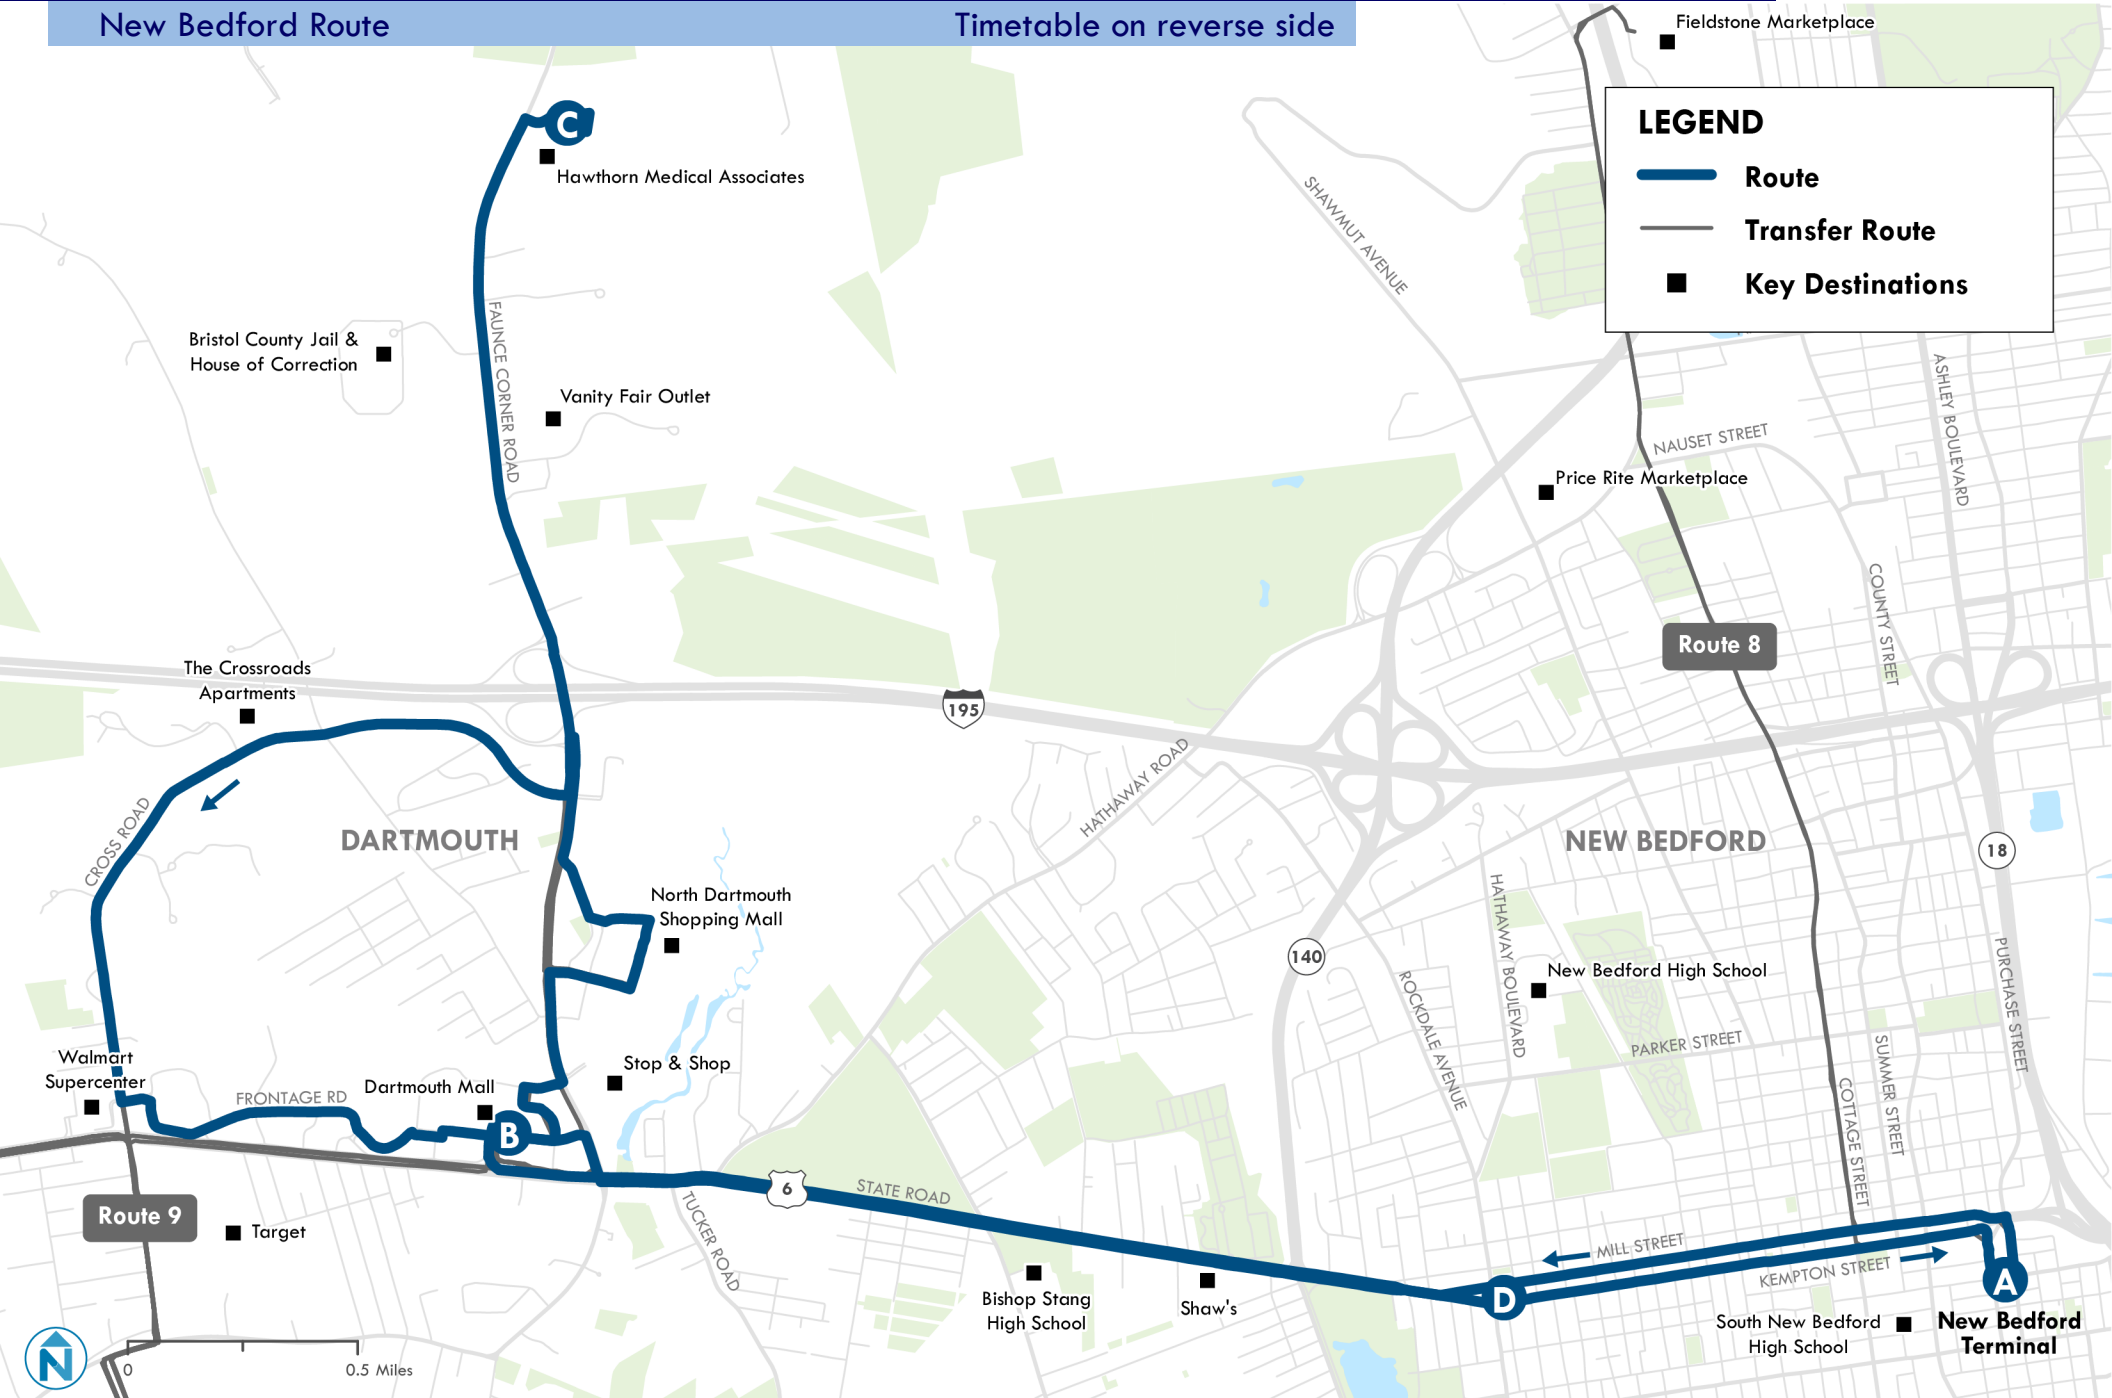 New Bedford Route
Timetable on reverse side
Fieldstone Marketplace
LEGEND
Route
Transfer Route
Key Destinations
C
Hawthorn Medical Associates
SHAWMUT AVENUE
FAUNCE CORNER ROAD
Bristol County Jail &
House of Correction
Vanity Fair Outlet
ASHLEY BOULEVARD
NAUSET STREET
Price Rite Marketplace
COUNTY STREET
Route 8
The Crossroads
Apartments
195
HATHAWAY ROAD
CROSS ROAD
DARTMOUTH
NEW BEDFORD
18
North Dartmouth
Shopping Mall
HATHAWAY BOULEVARD
140
New Bedford High School
ROCKDALE AVENUE
PURCHASE STREET
PARKER STREET
SUMMER STREET
COTTAGE STREET
Walmart
Supercenter
FRONTAGE RD
Dartmouth Mall
Stop & Shop
B
6
STATE ROAD
TUCKER ROAD
Route 9
Target
MILL STREET
KEMPTON STREET
Bishop Stang
High School
Shaw's
D
A
South New Bedford
High School
New Bedford
Terminal
N
0
0.5 Miles